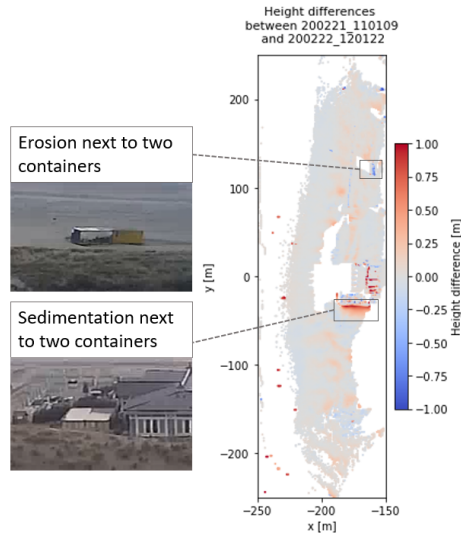 Height differences
between 200221_110109
and 200222_120122
Erosion next to two
containers
Sedimentation next
to two containers
200
100
0
−100
−200
y [m]
−250
−200
−150
x [m]
1.00
0.75
0.50
0.25
0.00
−0.25
−0.50
−0.75
−1.00
Height difference [m]